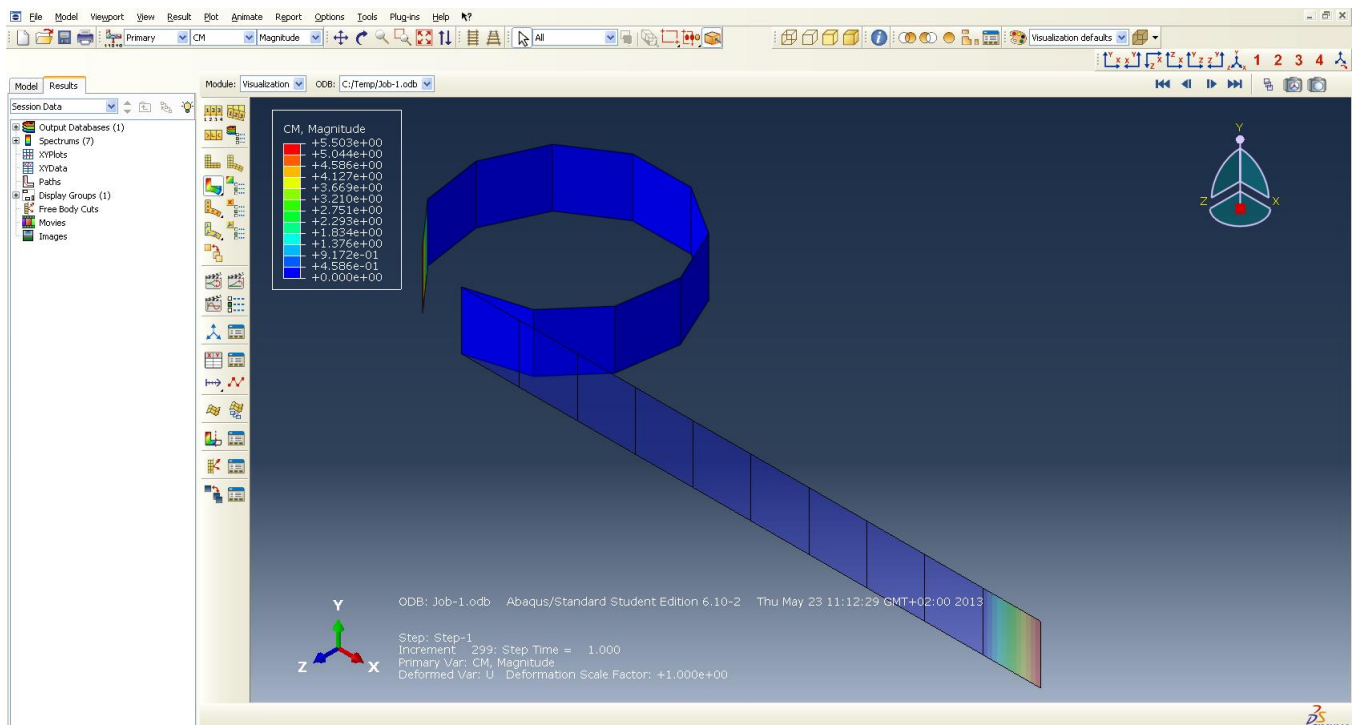 File Model Viewport View Result Plot Animate Report Options Tools Plug-ins Help
Primary CM Magnitude All Visualization defaults
1 2 3 4
Model Results
Module: Visualization ODB: C:/Temp/Job-1.odb
Session Data
Output Databases (1)
Spectrums (7)
XYPlots
XYData
Paths
Display Groups (1)
Free Body Cuts
Movies
Images
CM, Magnitude
+5.503e+00
+5.044e+00
+4.586e+00
+4.127e+00
+3.669e+00
+3.210e+00
+2.751e+00
+2.293e+00
+1.834e+00
+1.376e+00
+9.172e-01
+4.586e-01
+0.000e+00
Y
Z X
ODB: Job-1.odb Abaqus/Standard Student Edition 6.10-2 Thu May 23 11:12:29 GMT+02:00 2013
Y
Z X
Step: Step-1
Increment 299: Step Time = 1.000
Primary Var: CM, Magnitude
Deformed Var: U Deformation Scale Factor: +1.000e+00